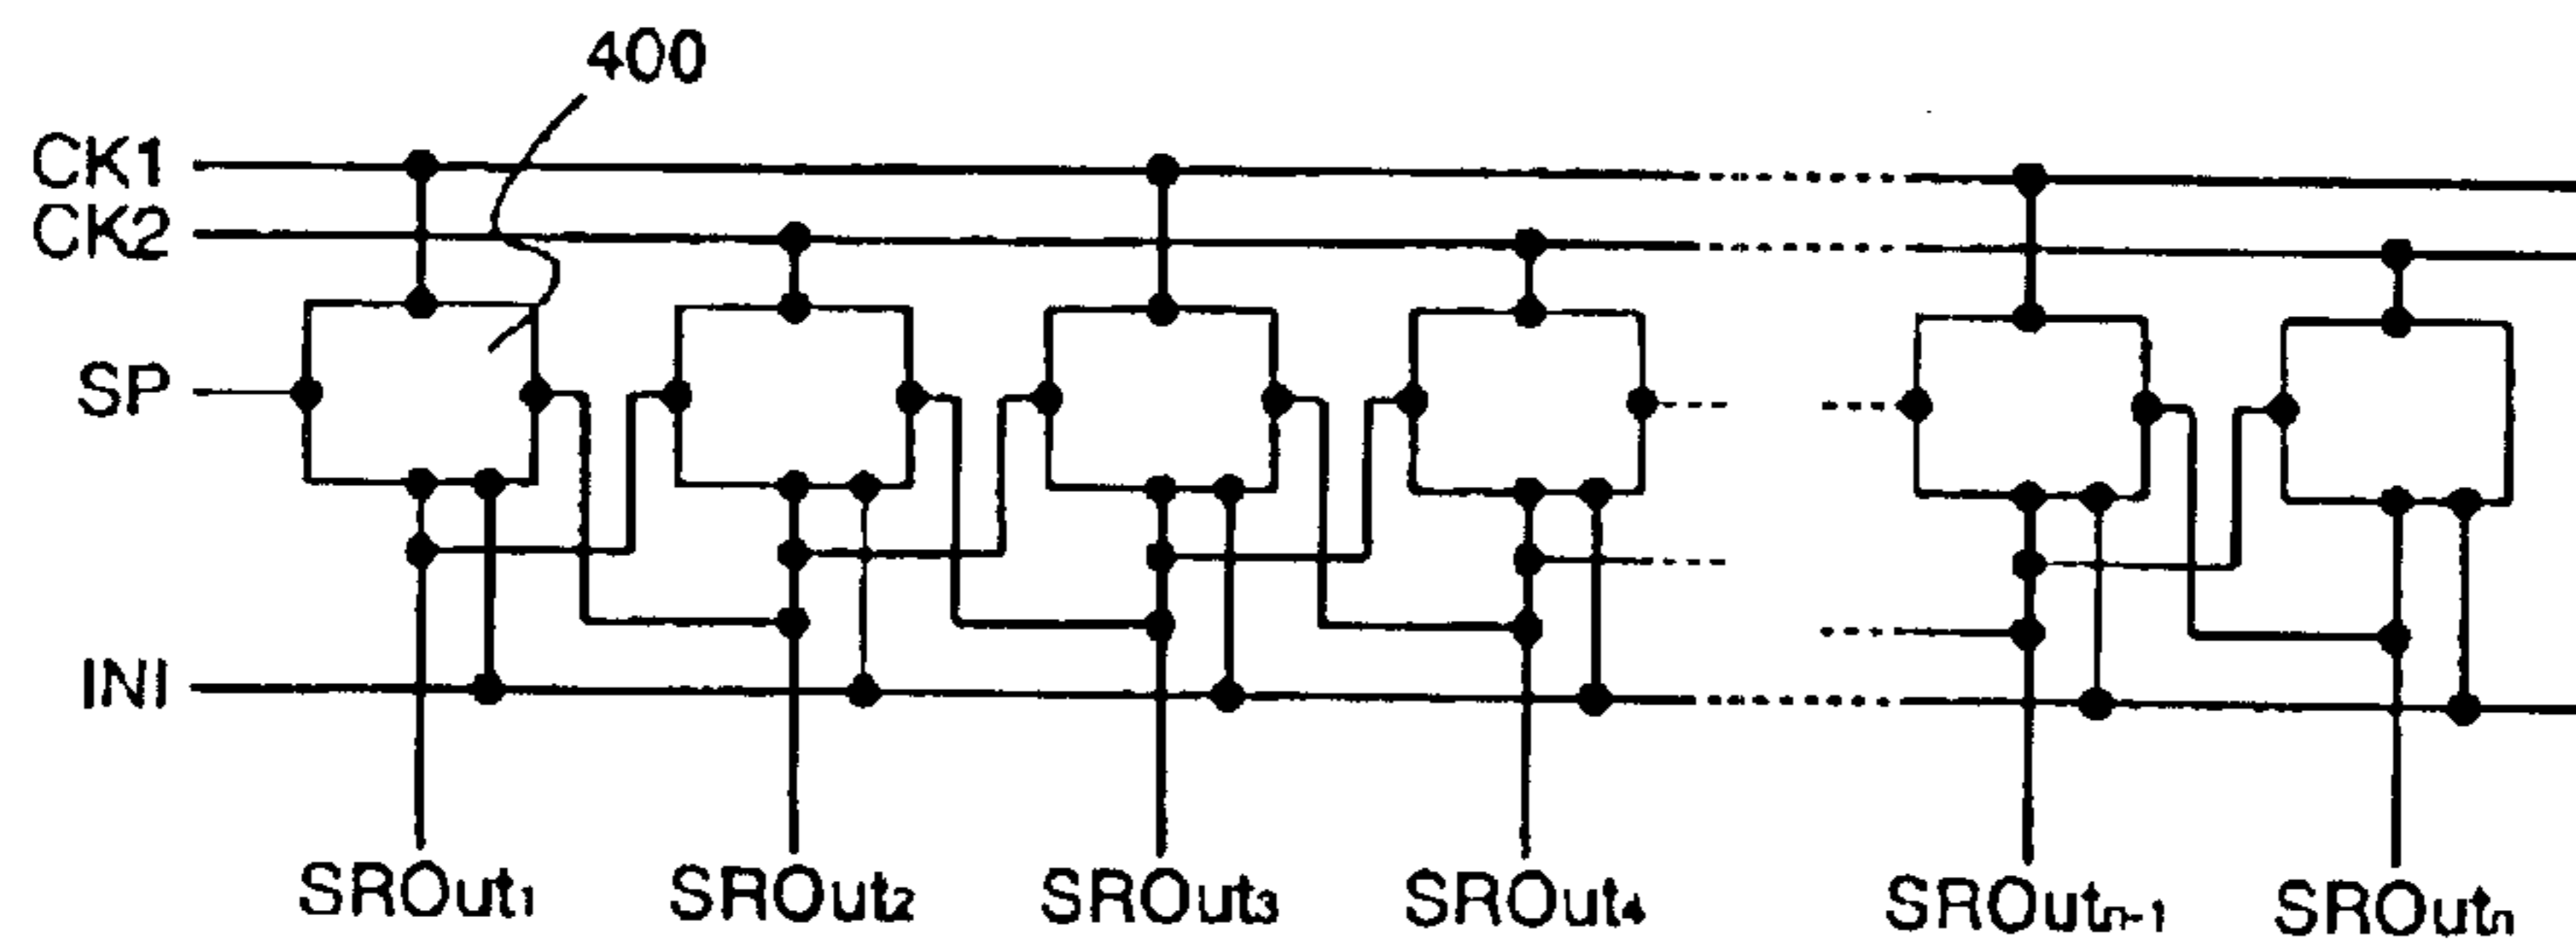 400
CK1
CK2
SP
INI
SROut1 SROut2 SROut3 SROut4 SROutn-1 SROutn